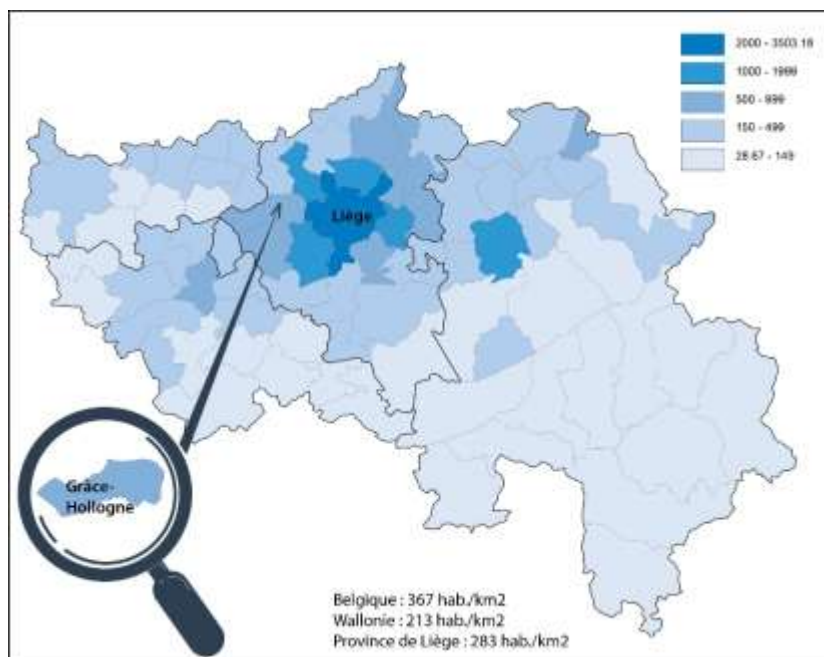 2000 - 3503.16
1000 - 1999
500 - 999
150 - 499
28.67 - 149
Liège
Grâce-
Hollogne
Belgique : 367 hab./km2
Wallonie : 213 hab./km2
Province de Liège : 283 hab./km2